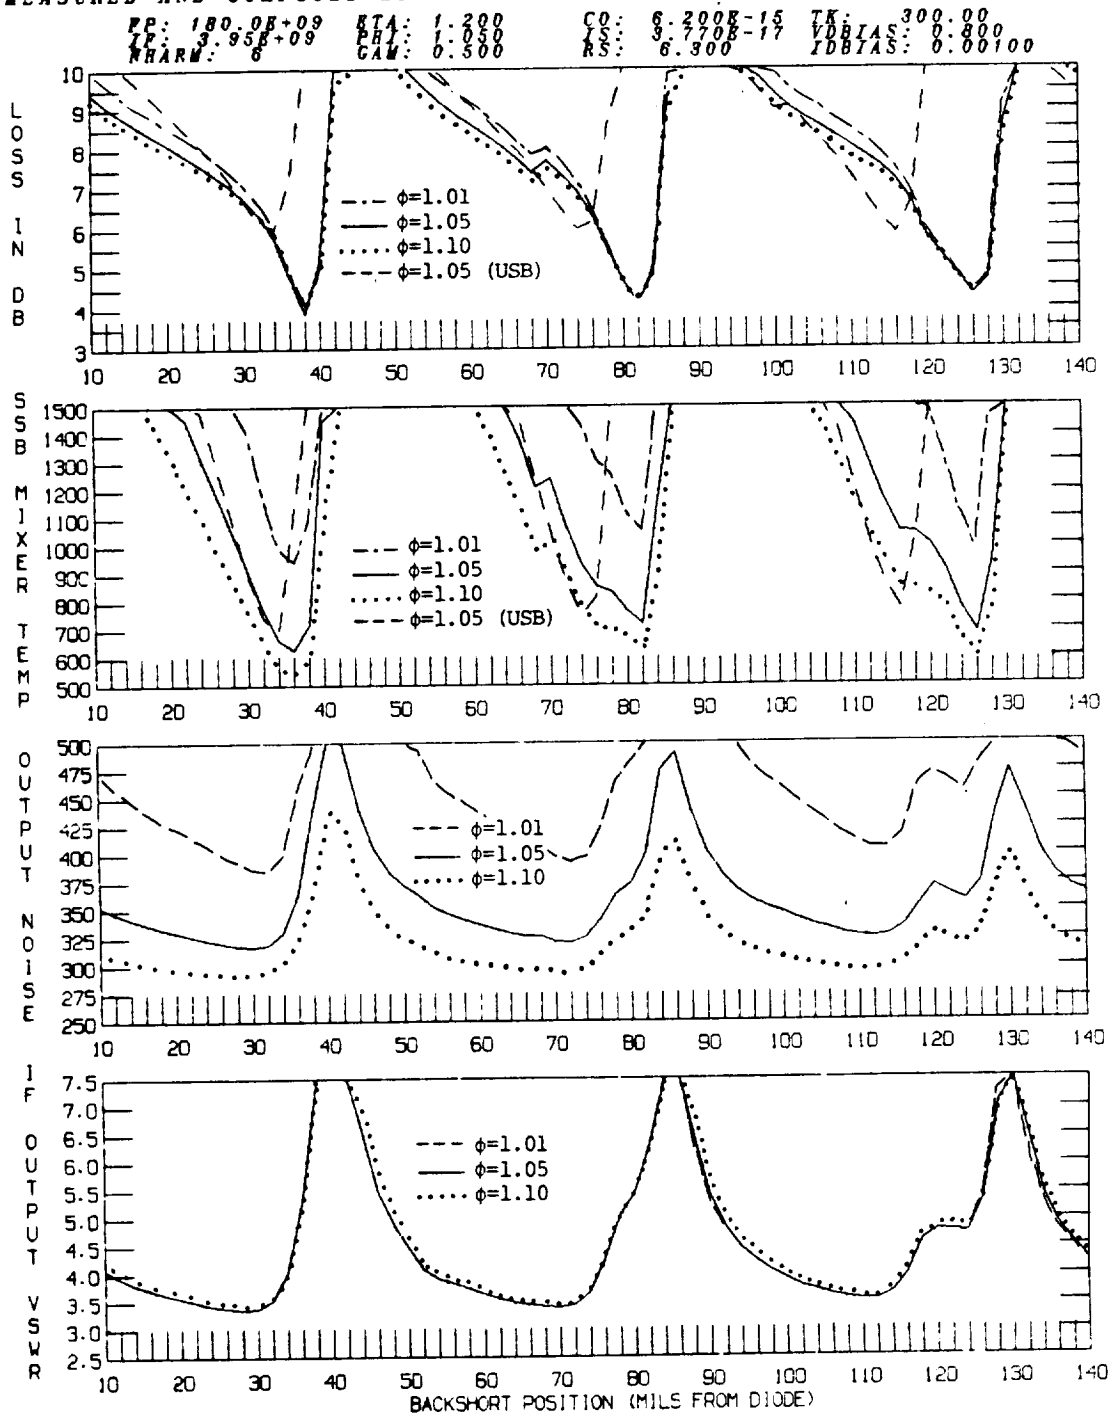 MEASURED AND
FP: 180.0E+09 ETA: 1.200 CO: 6.200E-15 TK: 300.00
IF: 3.95E+09 PHI: 1.050 IS: 3.770E-17 VDBIAS: 0.800
NHARM: 6 GAM: 0.500 RS: 6.300 IDBIAS: 0.00100
LOSS IN DB
10
9
8
7
6
5
4
3
φ=1.01
φ=1.05
φ=1.10
φ=1.05 (USB)
10 20 30 40 50 60 70 80 90 100 110 120 130 140
SSB MIXER TEMP
1500
1400
1300
1200
1100
1000
900
800
700
600
500
φ=1.01
φ=1.05
φ=1.10
φ=1.05 (USB)
10 20 30 40 50 60 70 80 90 100 110 120 130 140
OUTPUT NOISE
500
475
450
425
400
375
350
325
300
275
250
φ=1.01
φ=1.05
φ=1.10
10 20 30 40 50 60 70 80 90 100 110 120 130 140
IF OUTPUT VSWR
7.5
7.0
6.5
6.0
5.5
5.0
4.5
4.0
3.5
3.0
2.5
φ=1.01
φ=1.05
φ=1.10
10 20 30 40 50 60 70 80 90 100 110 120 130 140
BACKSHORT POSITION (MILS FROM DIODE)